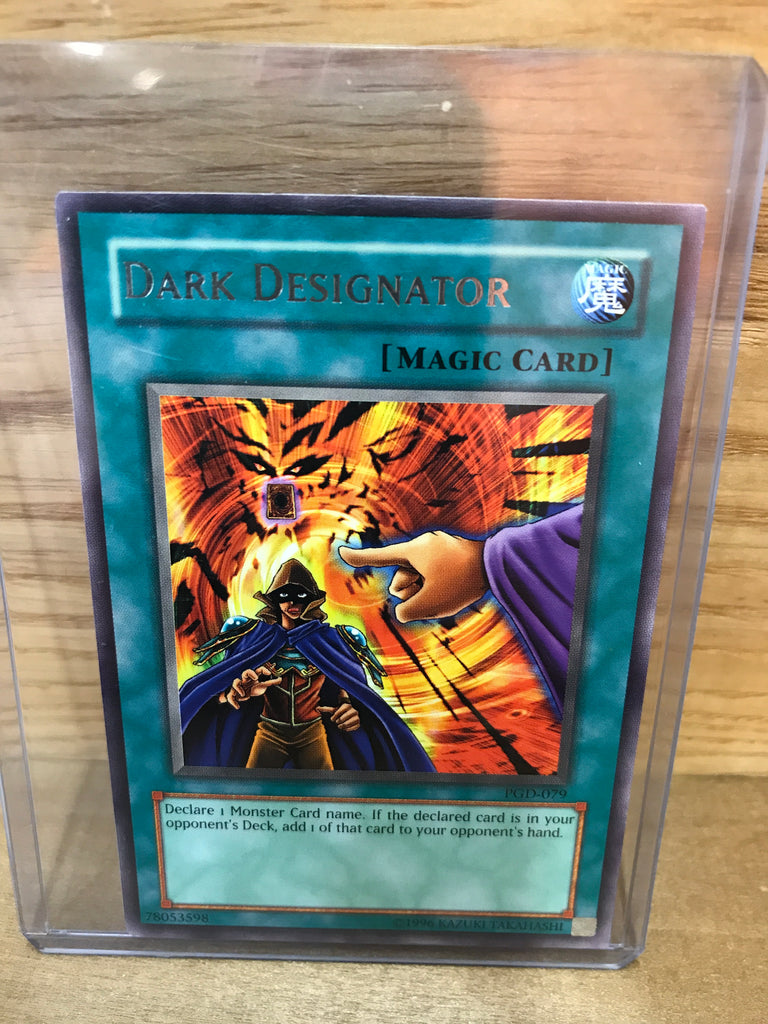 DARK DESIGNATOR
MAGIC
魔
[MAGIC CARD]
PGD-079
Declare 1 Monster Card name. If the declared card is in your
opponent's Deck, add 1 of that card to your opponent's hand.
78053598
©1996 KAZUKI TAKAHASHI